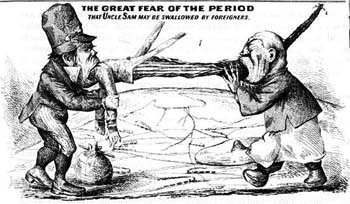 THE GREAT FEAR OF THE PERIOD
THAT UNCLE SAM MAY BE SWALLOWED BY FOREIGNERS.